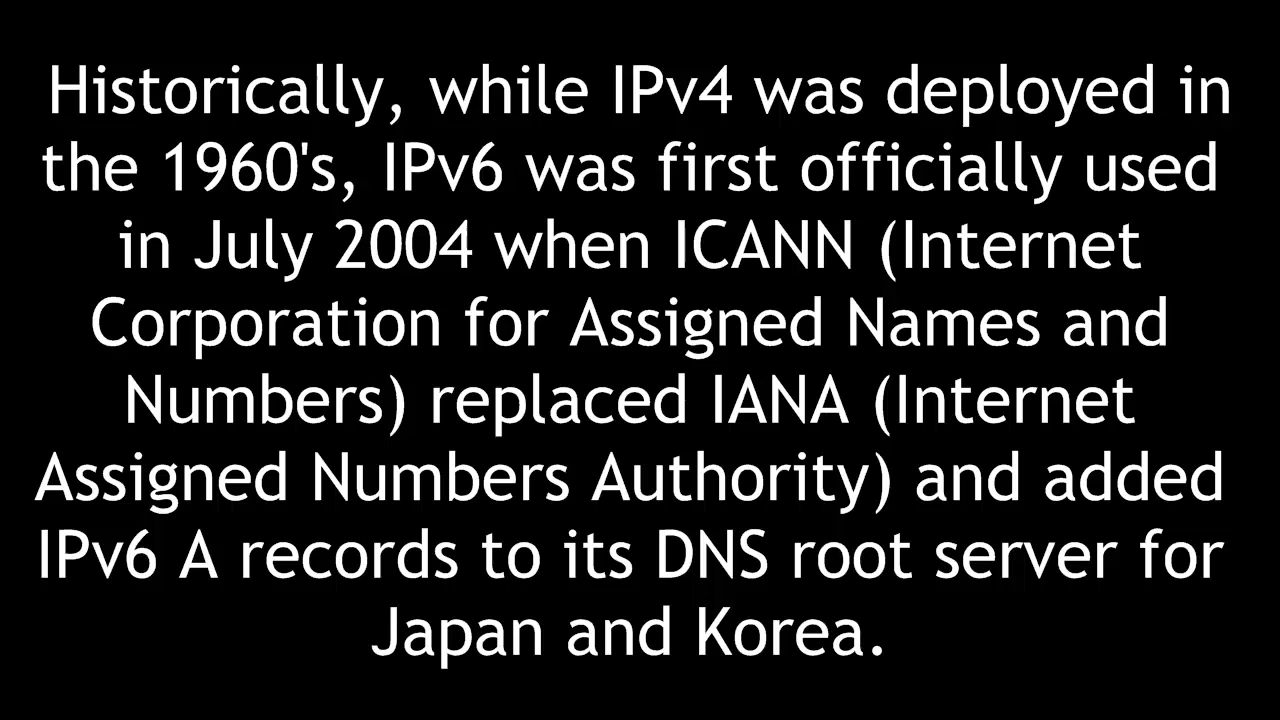 Historically, while IPv4 was deployed in
the 1960's, IPv6 was first officially used
in July 2004 when ICANN (Internet
Corporation for Assigned Names and
Numbers) replaced IANA (Internet
Assigned Numbers Authority) and added
IPv6 A records to its DNS root server for
Japan and Korea.